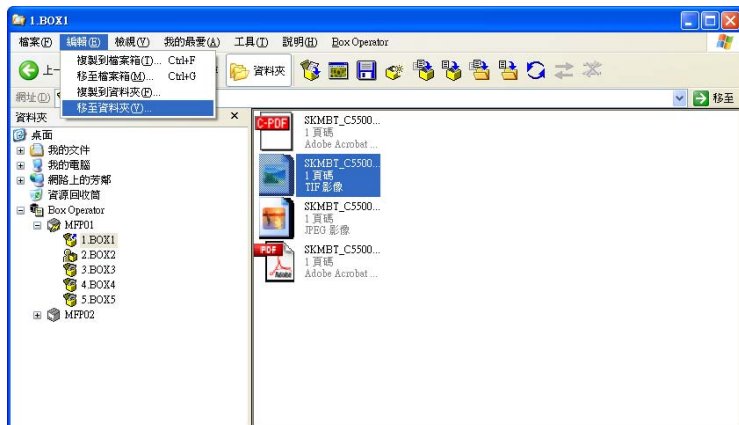 1.BOX1
檔案(F) 編輯(E) 檢視(V) 我的最愛(A) 工具(T) 說明(H) Box Operator
複製到檔案箱(I)... Ctrl+F
移至檔案箱(M)... Ctrl+G
複製到資料夾(F)...
移至資料夾(Y)...
上一
資料夾
網址(D)
移至
資料夾 ×
桌面
我的文件
我的電腦
網路上的芳鄰
資源回收筒
Box Operator
MFP01
1.BOX1
2.BOX2
3.BOX3
4.BOX4
5.BOX5
MFP02
C-PDF
SKMBT_C5500...
1 頁碼
Adobe Acrobat ...
SKMBT_C5500...
1 頁碼
TIF 影像
SKMBT_C5500...
1 頁碼
JPEG 影像
PDF
Adobe
SKMBT_C5500...
1 頁碼
Adobe Acrobat ...